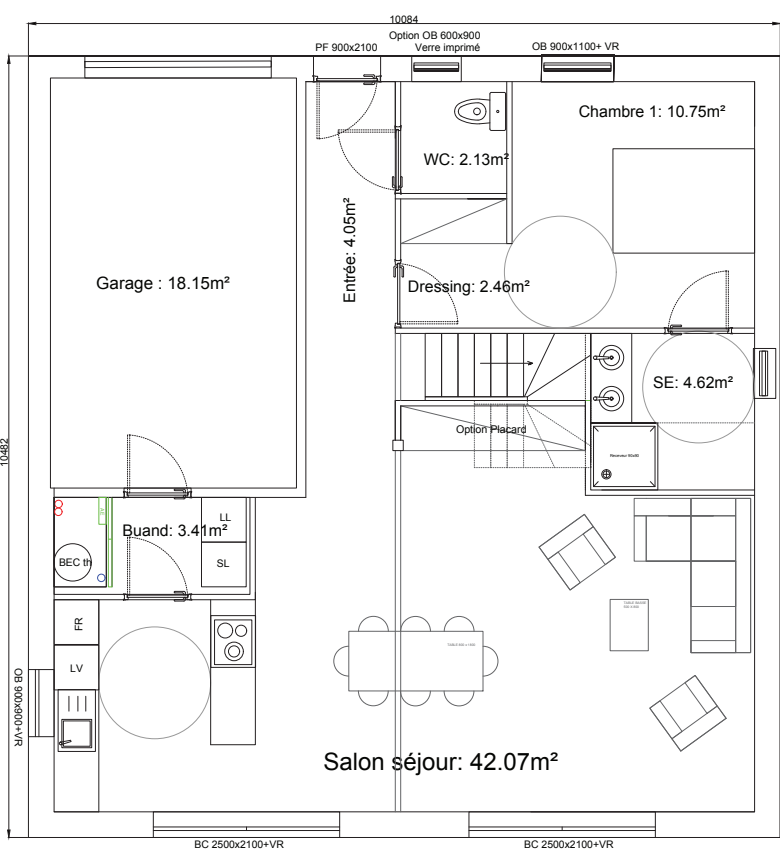 10084
Option OB 600x900
PF 900x2100
Verre imprimé
OB 900x1100+ VR
Chambre 1: 10.75m²
WC: 2.13m²
Entrée: 4.05m²
Garage : 18.15m²
Dressing: 2.46m²
SE: 4.62m²
Option Placard
10482
Receveur 90x90
Buand: 3.41m²
LL
SL
BEC th
FR
LV
OB 900x900+VR
Salon séjour: 42.07m²
BC 2500x2100+VR
BC 2500x2100+VR